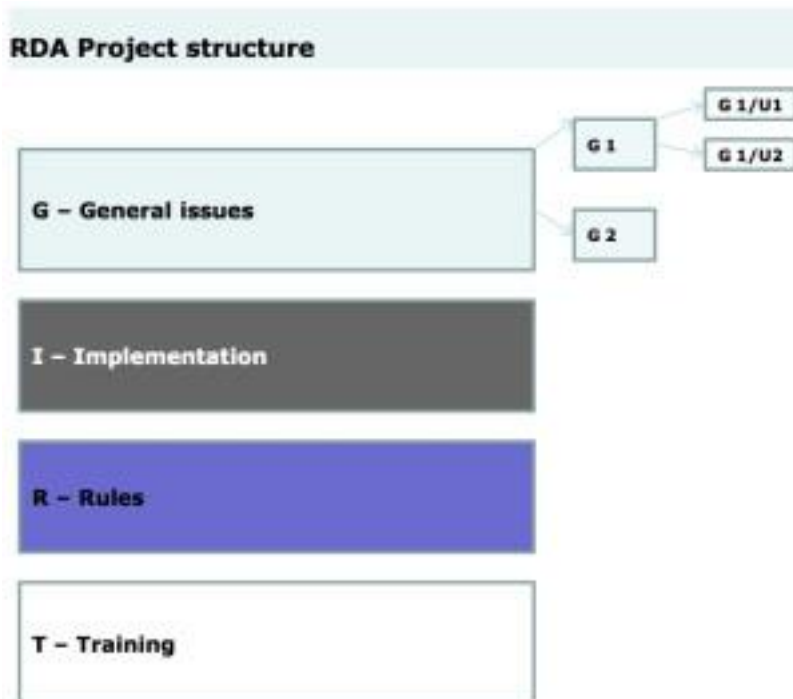 RDA Project structure
G 1/U1
G 1
G 1/U2
G – General issues
G 2
I – Implementation
R – Rules
T – Training